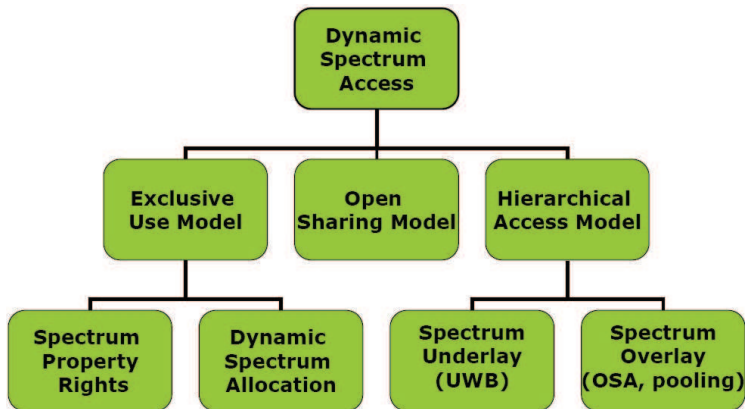 Dynamic
Spectrum
Access
Exclusive
Use Model
Open
Sharing Model
Hierarchical
Access Model
Spectrum
Property
Rights
Dynamic
Spectrum
Allocation
Spectrum
Underlay
(UWB)
Spectrum
Overlay
(OSA, pooling)